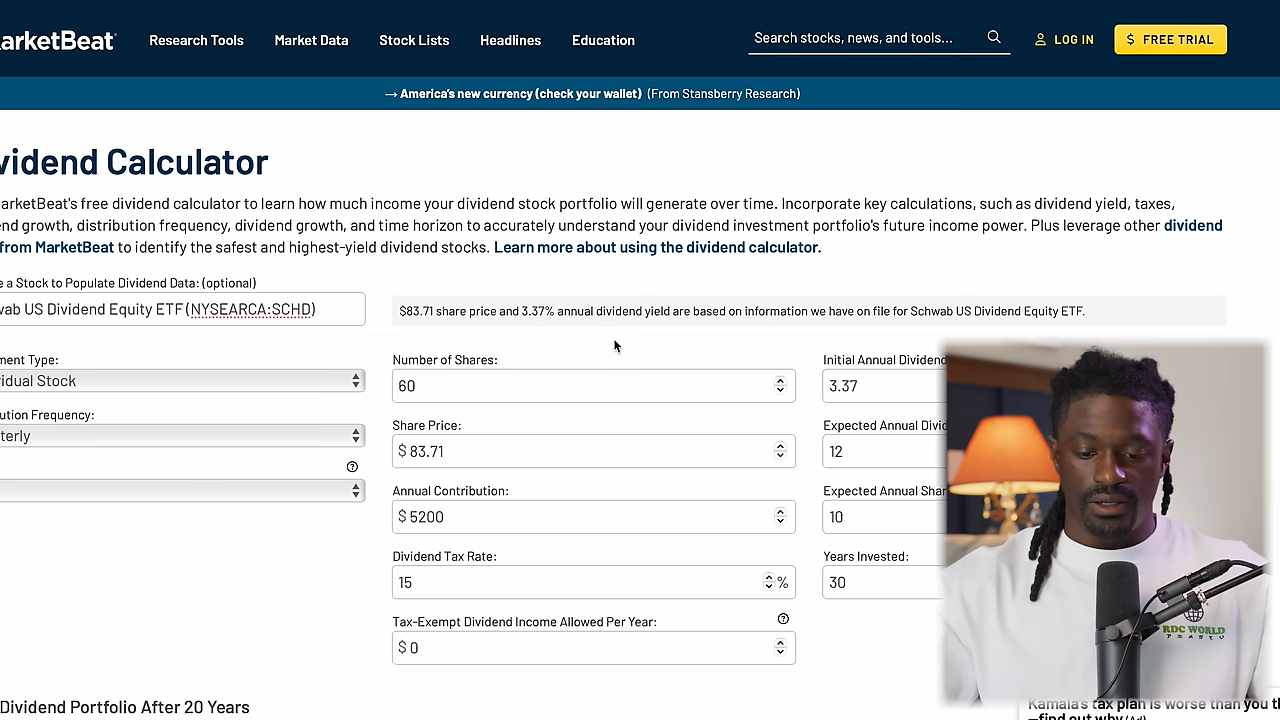 arketBeat
Research Tools
Market Data
Stock Lists
Headlines
Education
Search stocks, news, and tools...
LOG IN
$ FREE TRIAL
→ America's new currency (check your wallet) (From Stansberry Research)
vidend Calculator
arketBeat's free dividend calculator to learn how much income your dividend stock portfolio will generate over time. Incorporate key calculations, such as dividend yield, taxes,
end growth, distribution frequency, dividend growth, and time horizon to accurately understand your dividend investment portfolio's future income power. Plus leverage other dividend
from MarketBeat to identify the safest and highest-yield dividend stocks. Learn more about using the dividend calculator.
e a Stock to Populate Dividend Data: (optional)
wab US Dividend Equity ETF (NYSEARCA:SCHD)
$83.71 share price and 3.37% annual dividend yield are based on information we have on file for Schwab US Dividend Equity ETF.
ment Type:
vidual Stock
ution Frequency:
terly
Number of Shares:
60
Share Price:
$ 83.71
Annual Contribution:
$ 5200
Dividend Tax Rate:
15 %
Tax-Exempt Dividend Income Allowed Per Year:
$ 0
Initial Annual Dividend
3.37
Expected Annual Divid
12
Expected Annual Shar
10
Years Invested:
30
RDC WORLD
Dividend Portfolio After 20 Years
Kamala's tax plan is worse than you t
—find out why (Ad)